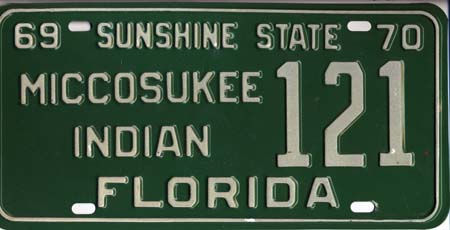 69 SUNSHINE STATE 70
MICCOSUKEE
INDIAN
121
FLORIDA